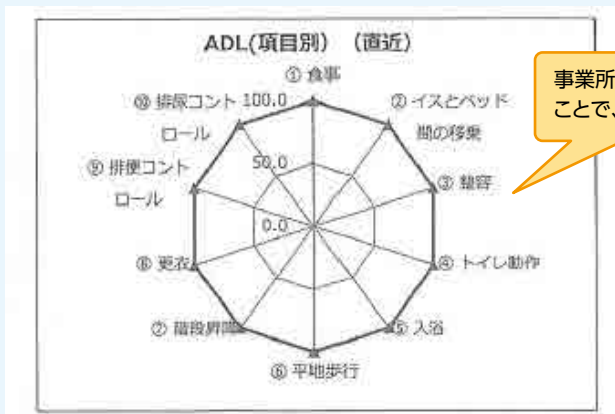 ADL(項目別) (直近)
① 食事
⑩ 排尿コント 100.0
② イスとベッド
ロール
間の移乗
50.0
⑨ 排便コント
③ 整容
ロール
0.0
⑧ 更衣
④ トイレ動作
⑦ 階段昇降
⑤ 入浴
⑥ 平地歩行
事業所
ことで、